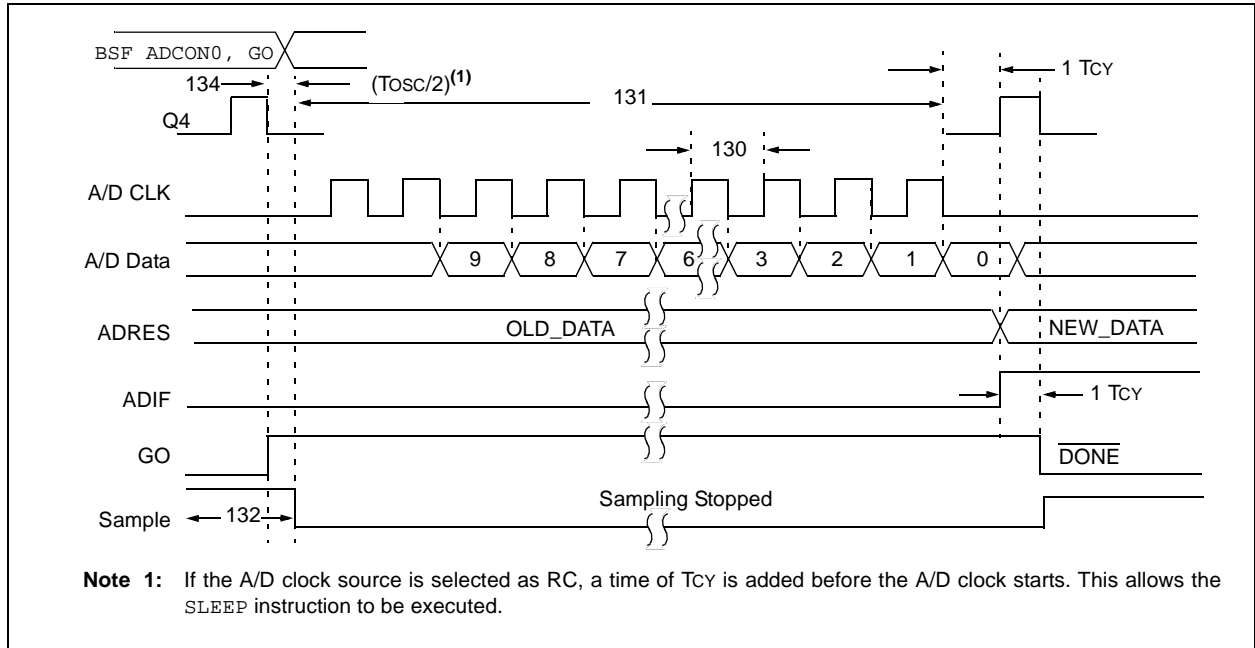 BSF ADCON0, GO
134
(TOSC/2)(1)
131
1 TCY
Q4
130
A/D CLK
A/D Data
9 8 7 6 3 2 1 0
ADRES
OLD_DATA
NEW_DATA
ADIF
1 TCY
GO
DONE
Sampling Stopped
Sample
132
Note 1: If the A/D clock source is selected as RC, a time of TCY is added before the A/D clock starts. This allows the
SLEEP instruction to be executed.